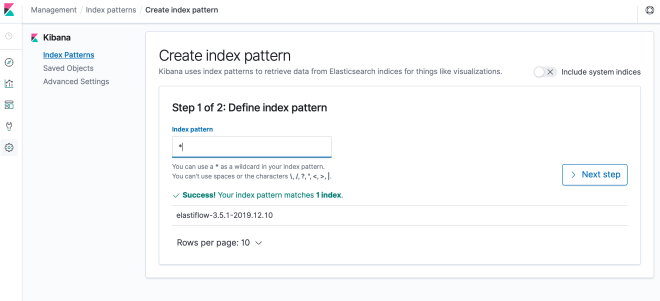 Management / Index patterns / Create index pattern
Kibana
Index Patterns
Saved Objects
Advanced Settings
Create index pattern
Kibana uses index patterns to retrieve data from Elasticsearch indices for things like visualizations.
Include system indices
Step 1 of 2: Define index pattern
Index pattern
*
You can use a * as a wildcard in your index pattern.
You can't use spaces or the characters \, /, ?, ", <, >, |.
Next step
Success! Your index pattern matches 1 index.
elastiflow-3.5.1-2019.12.10
Rows per page: 10